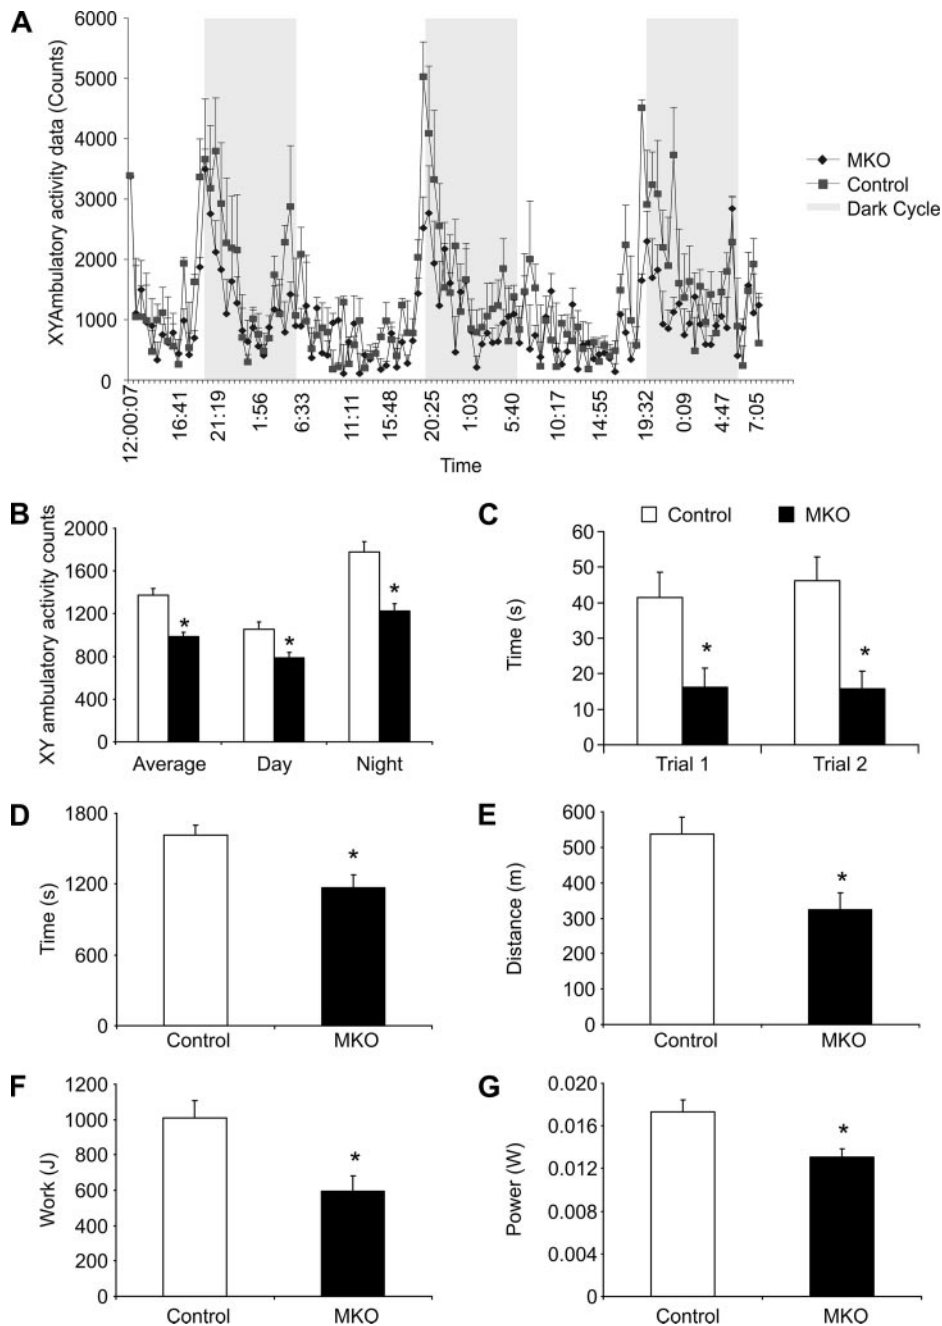 A
XYAmbulatory activity data (Counts)
6000
5000
4000
3000
2000
1000
0
12:00:07
16:41
21:19
1:56
6:33
11:11
15:48
20:25
1:03
5:40
10:17
14:55
19:32
0:09
4:47
7:05
Time
MKO
Control
Dark Cycle
B
XY ambulatory activity counts
2000
1600
1200
800
400
0
* * *
Average Day Night
C
Control MKO
Time (s)
60
50
40
30
20
10
0
* *
Trial 1 Trial 2
D
Time (s)
1800
1200
600
0
*
Control MKO
E
Distance (m)
600
500
400
300
200
100
0
*
Control MKO
F
Work (J)
1200
1000
800
600
400
200
0
*
Control MKO
G
Power (W)
0.020
0.016
0.012
0.008
0.004
0
*
Control MKO